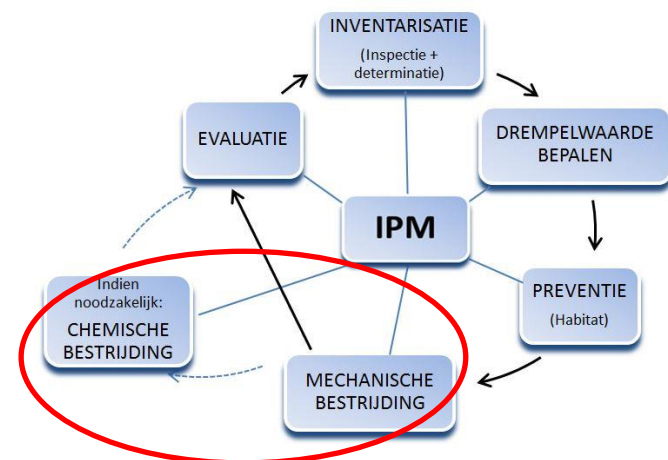 INVENTARISATIE
(Inspectie +
determinatie)
DREMPELWAARDE
BEPALEN
EVALUATIE
IPM
PREVENTIE
(Habitat)
Indien
noodzakelijk:
CHEMISCHE
BESTRIJDING
MECHANISCHE
BESTRIJDING